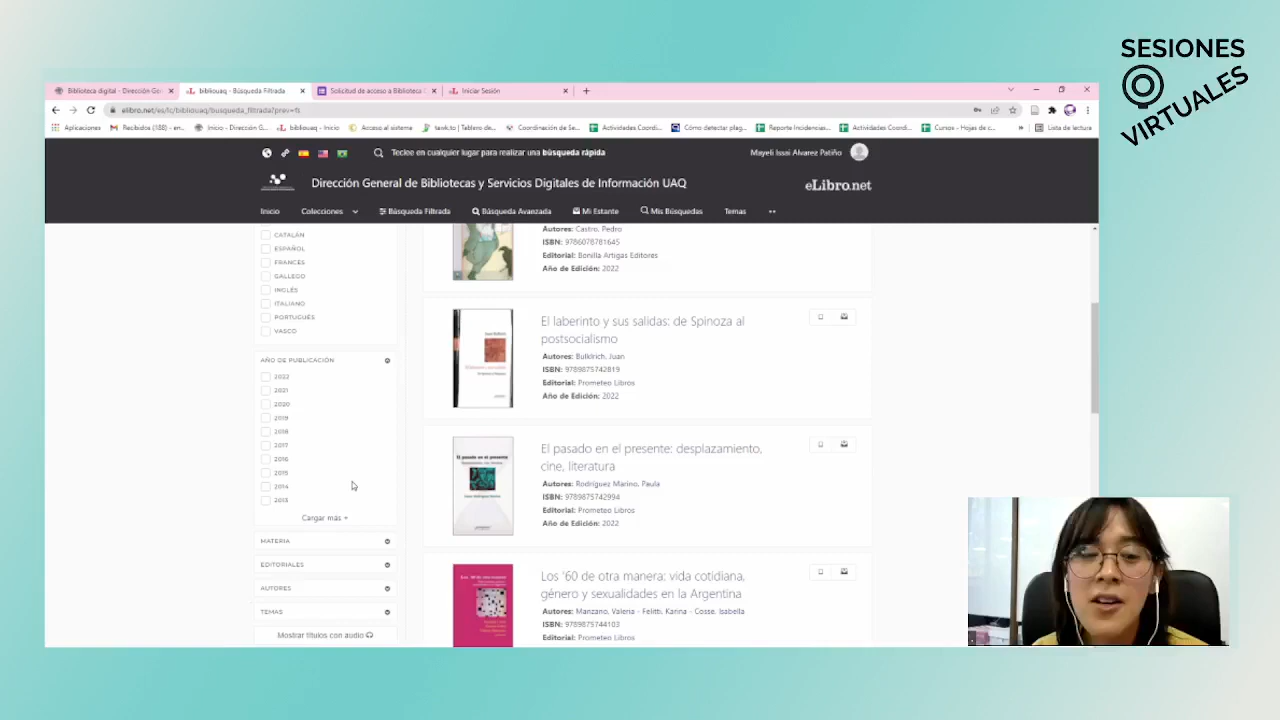 SESIONES
VIRTUALES
Biblioteca digital - Dirección Ge
bibliouaq - Búsqueda Filtrada
Solicitud de acceso a Biblioteca
Iniciar Sesión
elibro.net/es/lc/bibliouaq/busqueda_filtrada?prev=ts
Aplicaciones
Recibidos (188) - en...
Inicio - Dirección G...
bibliouaq - Inicio
Acceso al sistema
tawk.to | Tablero de...
Coordinación de Se...
Actividades Coordi...
Cómo detectar plag...
Reporte Incidencias...
Actividades Coordi...
Cursos - Hojas de c...
Lista de lectura
Teclee en cualquier lugar para realizar una búsqueda rápida
Mayeli Issai Alvarez Patiño
Dirección General de Bibliotecas y Servicios Digitales de Información UAQ
eLibro.net
Inicio
Colecciones
Búsqueda Filtrada
Búsqueda Avanzada
Mi Estante
Mis Búsquedas
Temas
CATALÁN
ESPAÑOL
FRANCES
GALLEGO
INGLÉS
ITALIANO
PORTUGUÉS
VASCO
AÑO DE PUBLICACIÓN
2022
2021
2020
2019
2018
2017
2016
2015
2014
2013
Cargar más +
MATERIA
EDITORIALES
AUTORES
TEMAS
Mostrar títulos con audio
Autores: Castro, Pedro
ISBN: 9786078781645
Editorial: Bonilla Artigas Editores
Año de Edición: 2022
El laberinto y sus salidas: de Spinoza al
postsocialismo
Autores: Bulkirich, Juan
ISBN: 9789875742819
Editorial: Prometeo Libros
Año de Edición: 2022
El pasado en el presente: desplazamiento,
cine, literatura
Autores: Rodríguez Marino, Paula
ISBN: 9789875742994
Editorial: Prometeo Libros
Año de Edición: 2022
Los '60 de otra manera: vida cotidiana,
género y sexualidades en la Argentina
Autores: Manzano, Valeria - Felitti, Karina - Cosse, Isabella
ISBN: 9789875744103
Editorial: Prometeo Libros